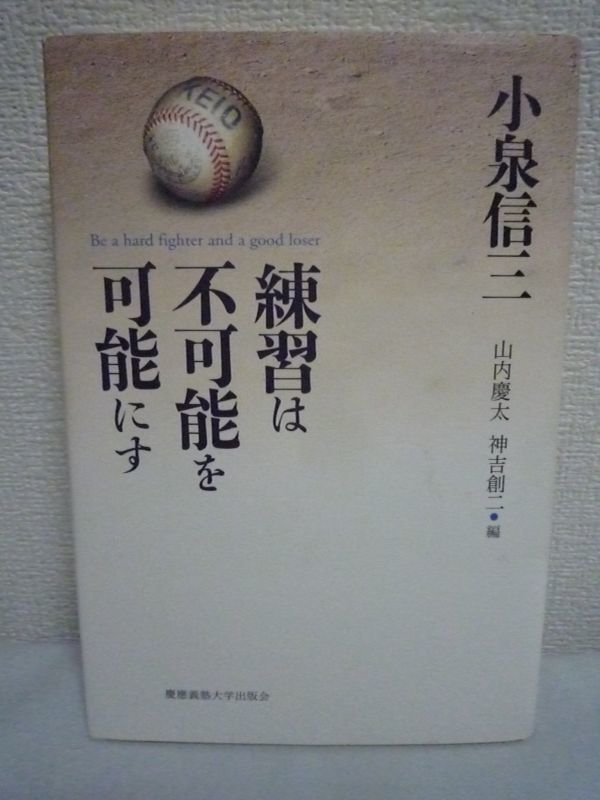 小泉信三
山内慶太 神吉創二●編
KEIO
Be a hard fighter and a good loser
練習は
不可能を
可能にす
慶應義塾大学出版会